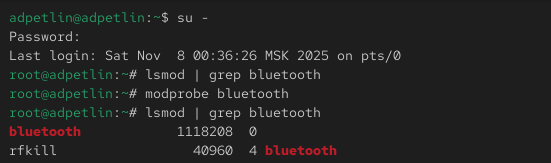 adpetlin@adpetlin:~$ su -
Password:
Last login: Sat Nov  8 00:36:26 MSK 2025 on pts/0
root@adpetlin:~# lsmod | grep bluetooth
root@adpetlin:~# modprobe bluetooth
root@adpetlin:~# lsmod | grep bluetooth
bluetooth            1118208  0
rfkill                 40960  4 bluetooth